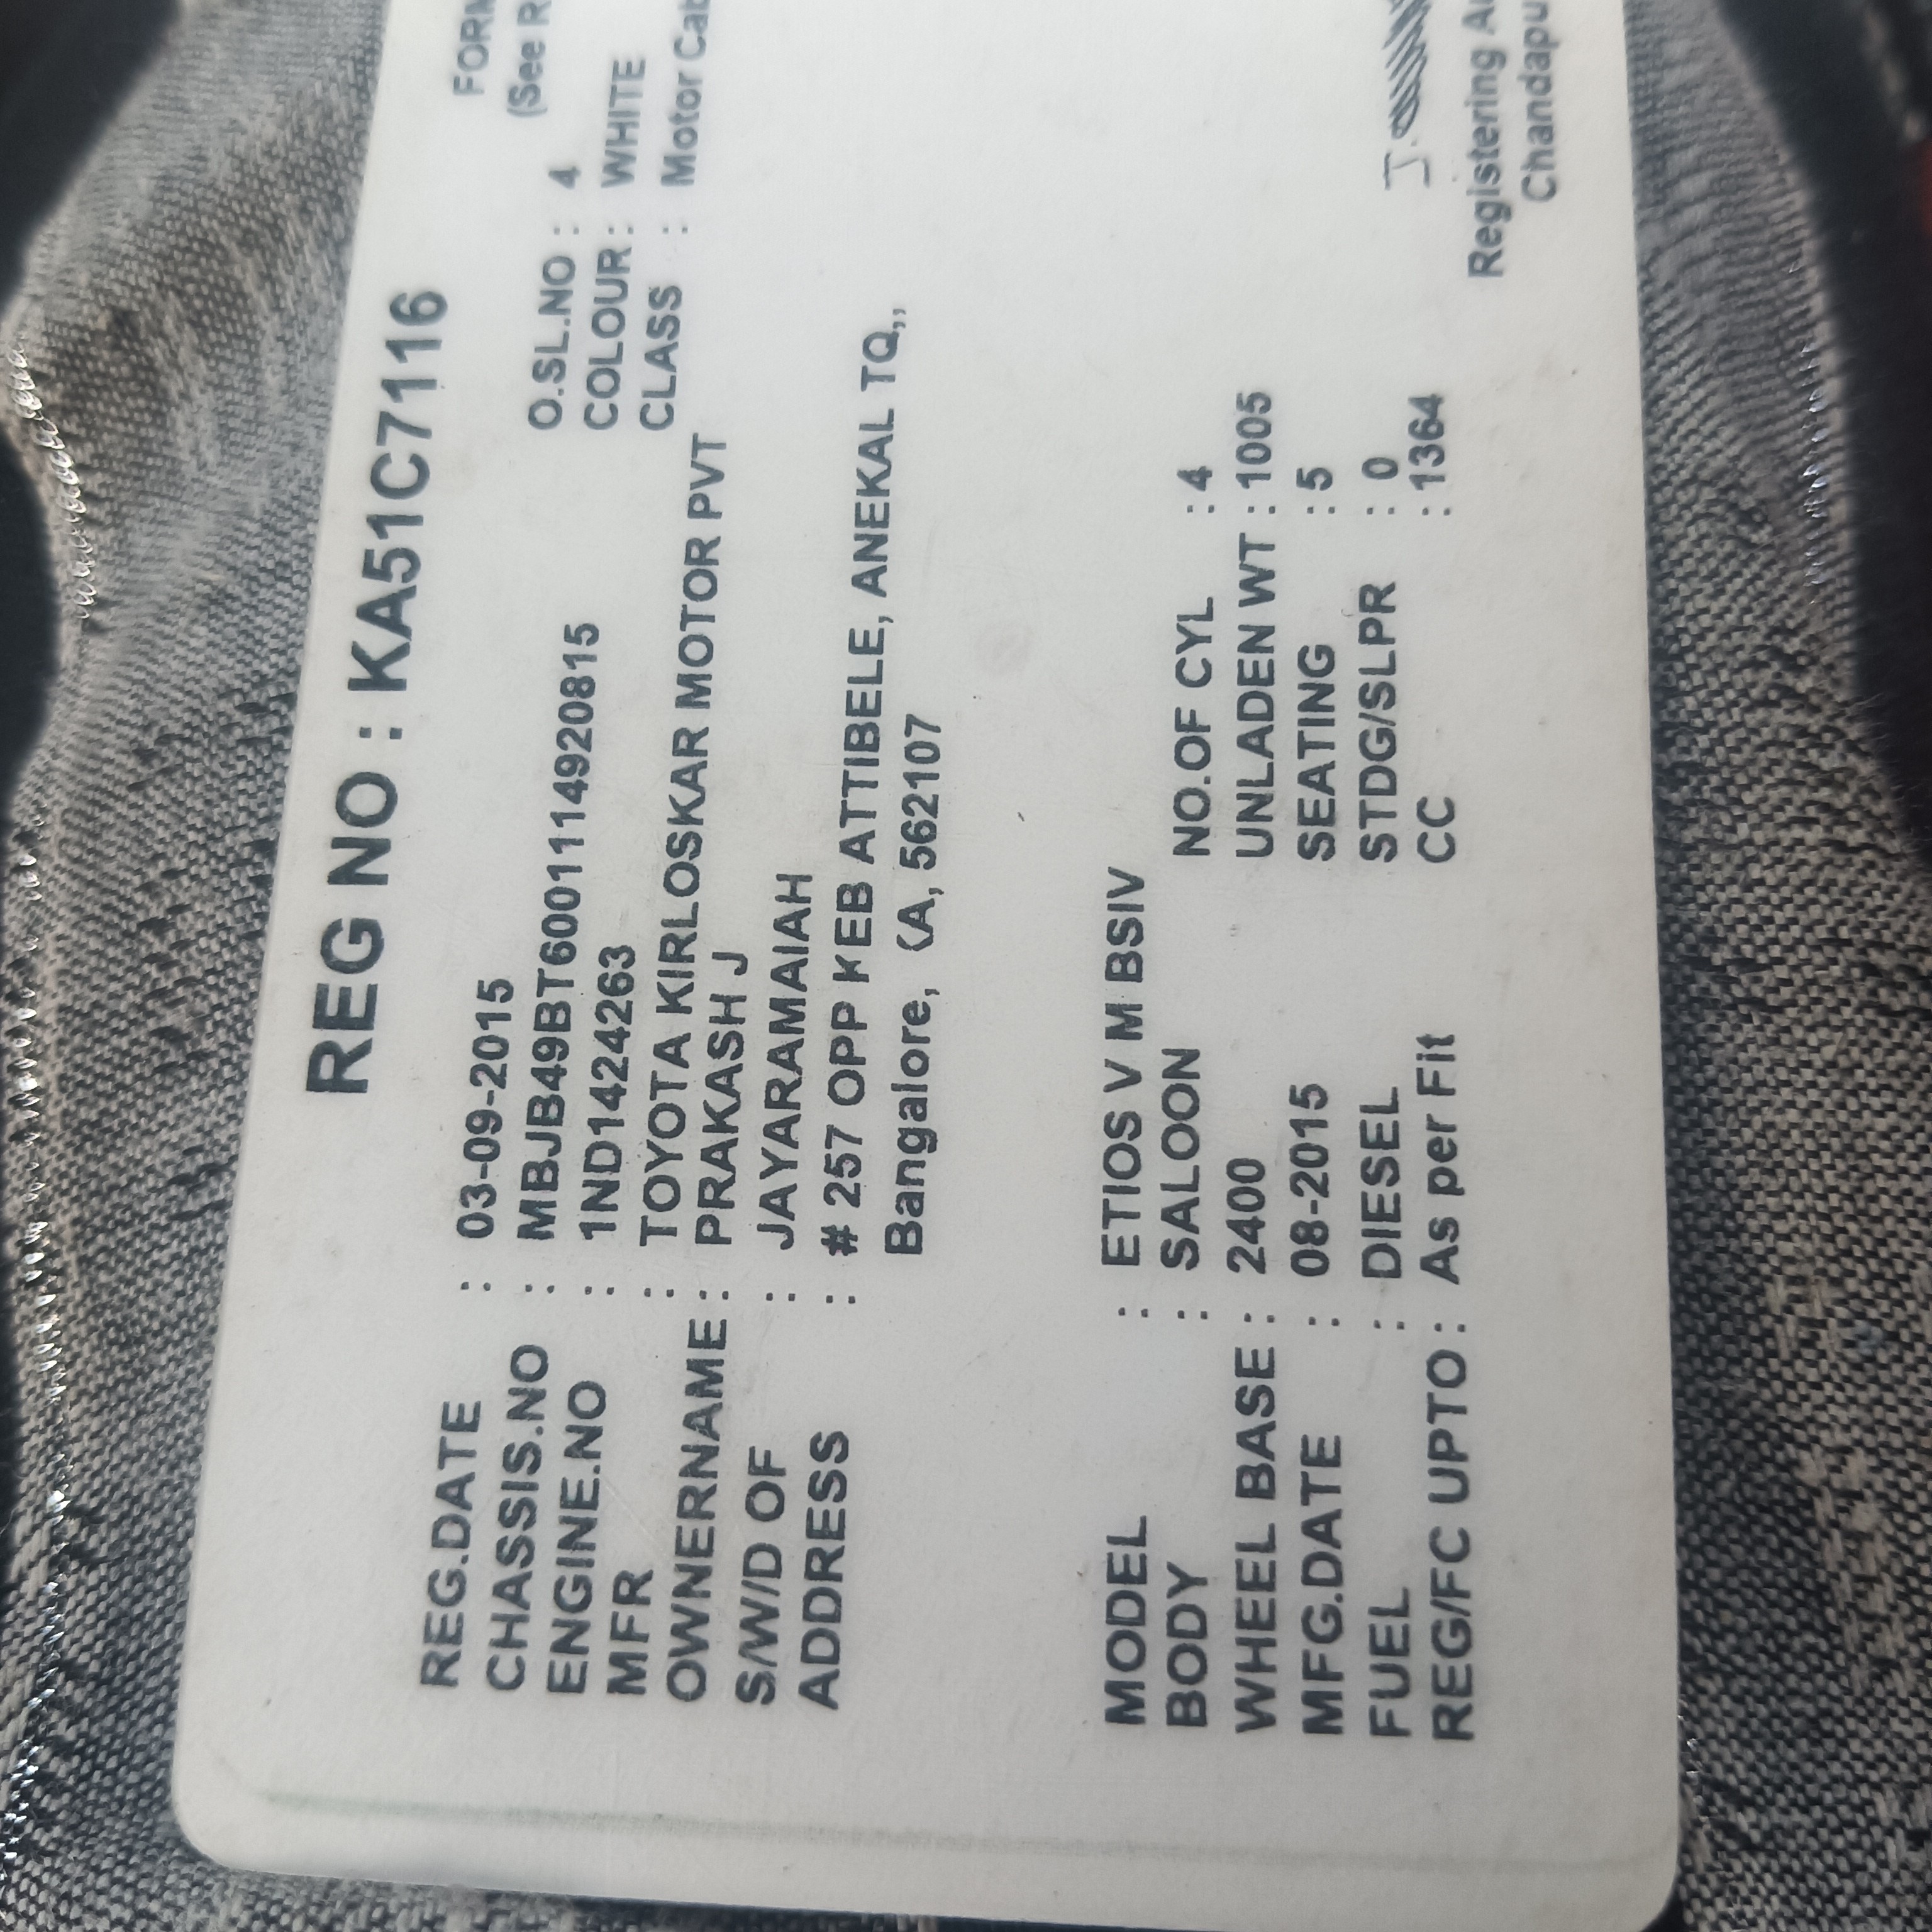 FORM
(See R
REG NO : KA51C7116
REG.DATE : 03-09-2015 O.SL.NO : 4
CHASSIS.NO : MBJB49BT6001114920815 COLOUR : WHITE
ENGINE.NO : 1ND1424263 CLASS : Motor Cab
MFR : TOYOTA KIRLOSKAR MOTOR PVT
OWNERNAME : PRAKASH J
S/W/D OF : JAYARAMAIAH
ADDRESS : # 257 OPP KEB ATTIBELE, ANEKAL TQ,,
Bangalore, KA, 562107
MODEL : ETIOS V M BSIV
BODY : SALOON NO.OF CYL : 4
WHEEL BASE : 2400 UNLADEN WT : 1005
MFG.DATE : 08-2015 SEATING : 5
FUEL : DIESEL STDG/SLPR : 0
REG/FC UPTO : As per Fit CC : 1364
Registering Au
Chandapu